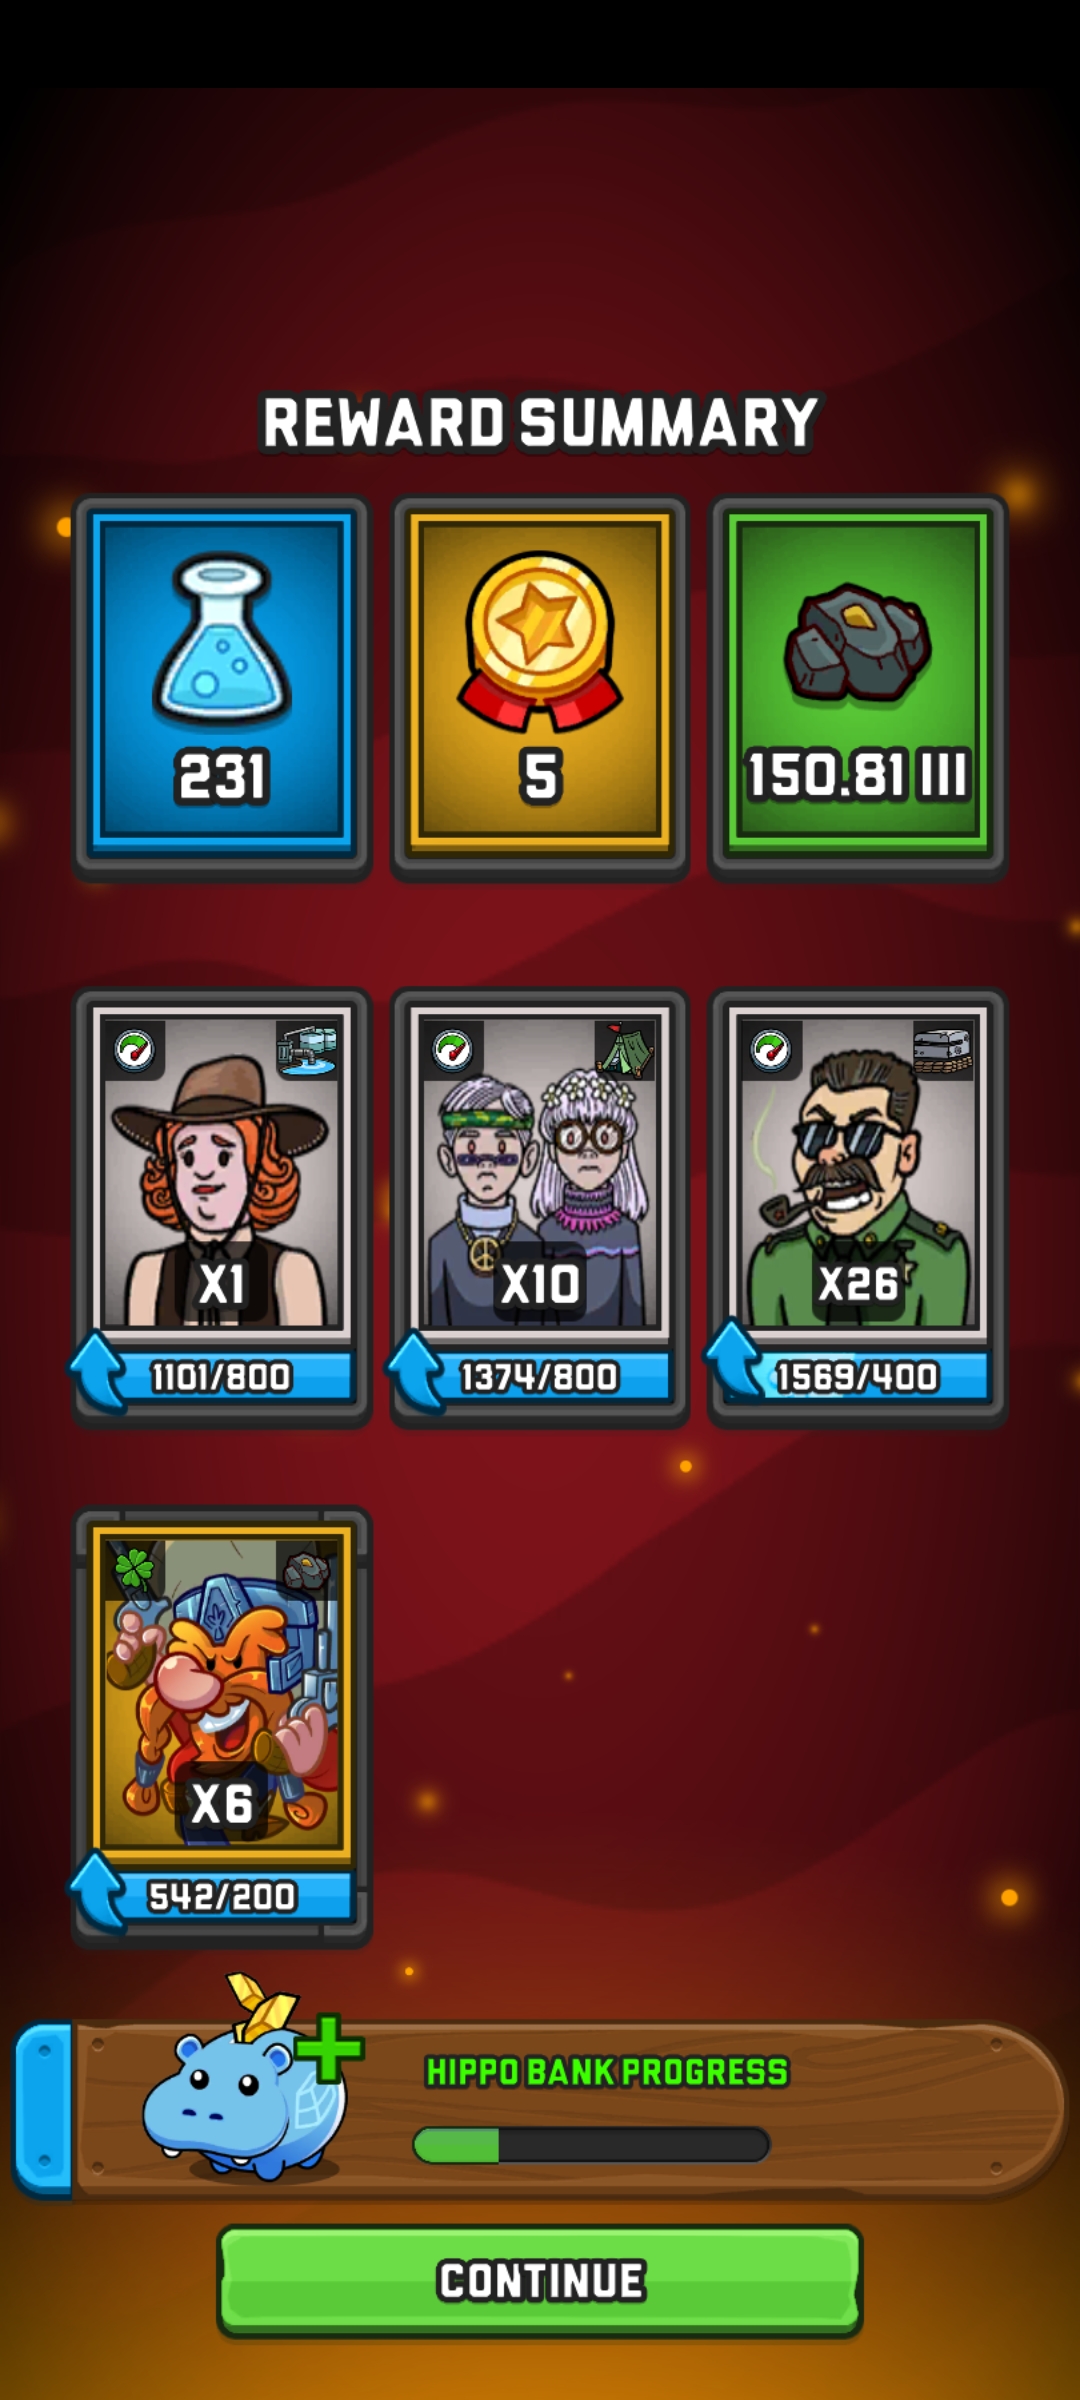 REWARD SUMMARY
231
5
150.81 III
X1
X10
X26
1101/800
1374/800
1569/400
X6
542/200
HIPPO BANK PROGRESS
CONTINUE